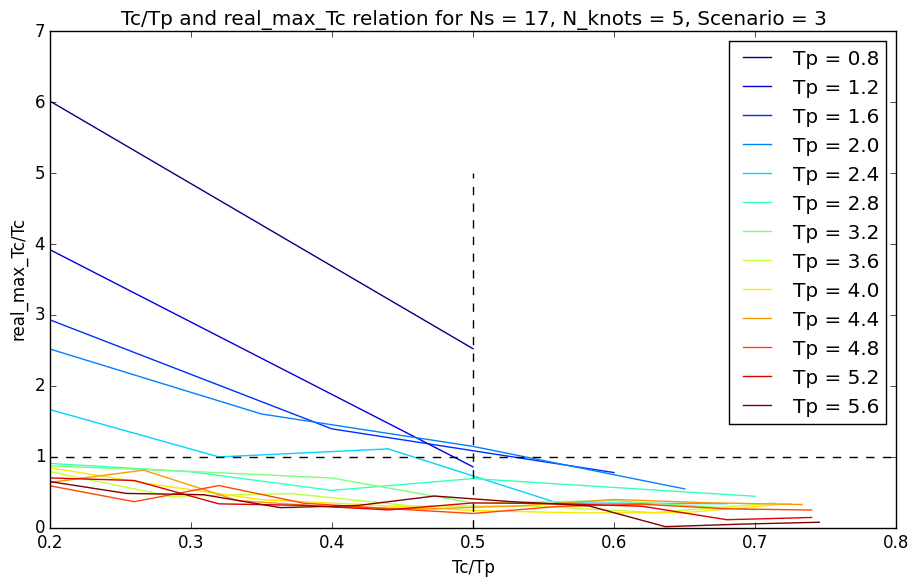 Tc/Tp and real_max_Tc relation for Ns = 17, N_knots = 5, Scenario = 3
7
6
5
4
3
2
1
0
real_max_Tc/Tc
0.2 0.3 0.4 0.5 0.6 0.7 0.8
Tc/Tp
Tp = 0.8
Tp = 1.2
Tp = 1.6
Tp = 2.0
Tp = 2.4
Tp = 2.8
Tp = 3.2
Tp = 3.6
Tp = 4.0
Tp = 4.4
Tp = 4.8
Tp = 5.2
Tp = 5.6